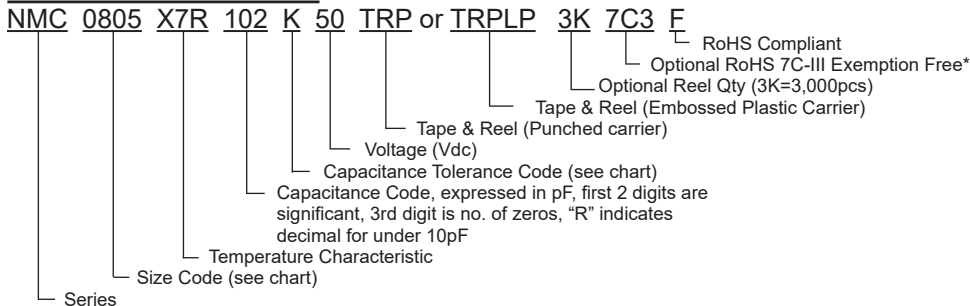 NMC 0805 X7R 102 K 50 TRP or TRPLP 3K 7C3 F
RoHS Compliant
Optional RoHS 7C-III Exemption Free*
Optional Reel Qty (3K=3,000pcs)
Tape & Reel (Embossed Plastic Carrier)
Tape & Reel (Punched carrier)
Voltage (Vdc)
Capacitance Tolerance Code (see chart)
Capacitance Code, expressed in pF, first 2 digits are
significant, 3rd digit is no. of zeros, “R” indicates
decimal for under 10pF
Temperature Characteristic
Size Code (see chart)
Series